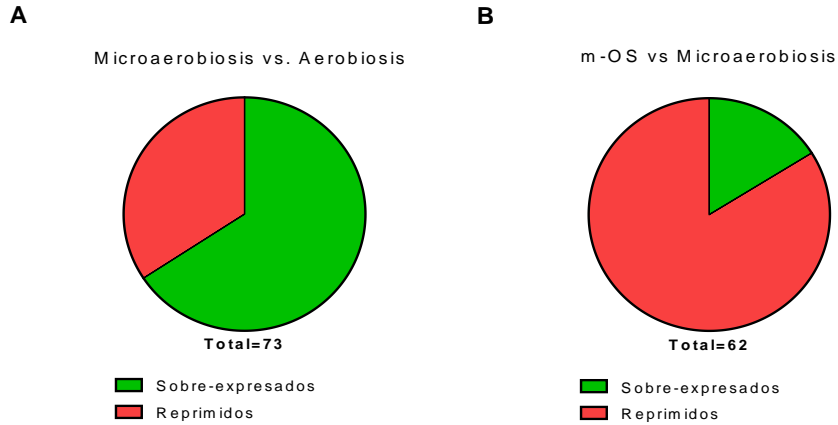 A
Microaerobiosis vs. Aerobiosis
Total=73
Sobre-expresados
Reprimidos
B
m-OS vs Microaerobiosis
Total=62
Sobre-expresados
Reprimidos